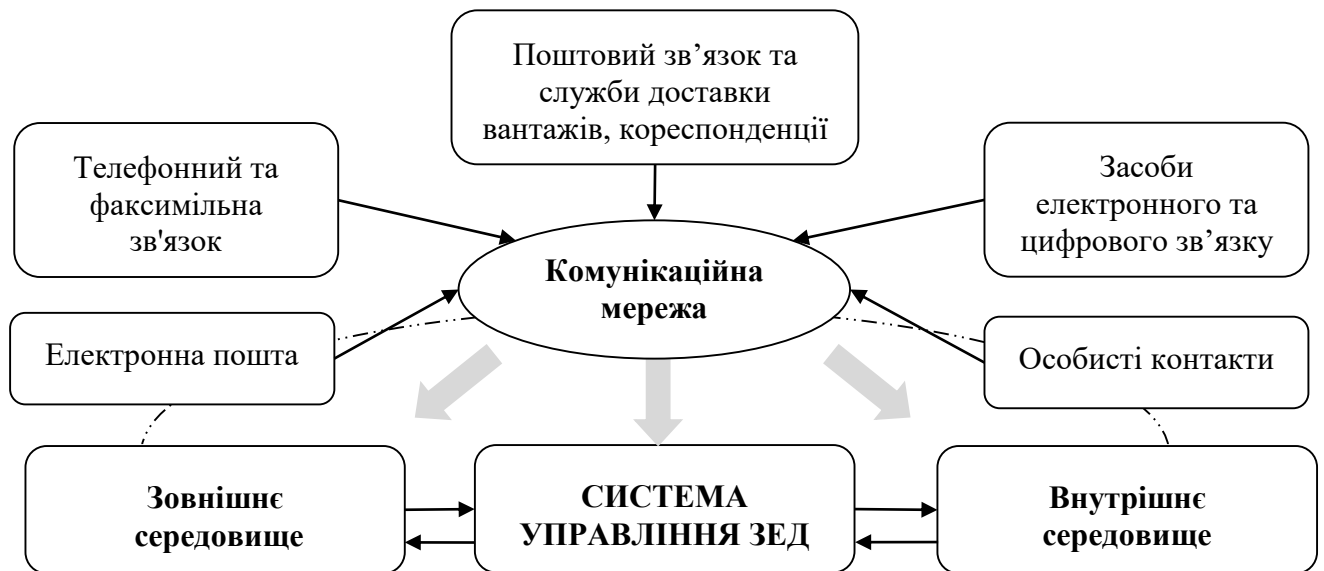 Поштовий зв’язок та
служби доставки
вантажів, кореспонденції
Телефонний та
факсимільна
зв'язок
Засоби
електронного та
цифрового зв’язку
Комунікаційна
мережа
Електронна пошта
Особисті контакти
Зовнішнє
середовище
СИСТЕМА
УПРАВЛІННЯ ЗЕД
Внутрішнє
середовище